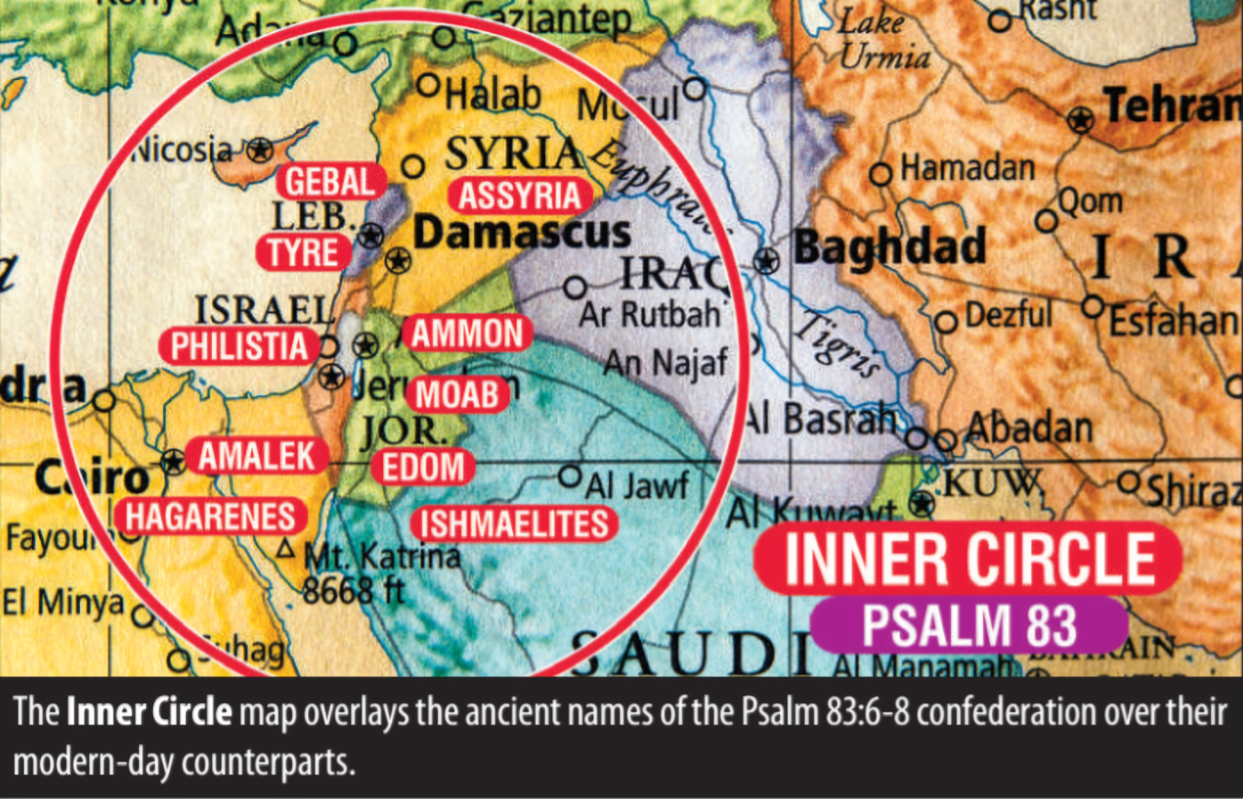 Adana
Gaziantep
Lake
Urmia
Rasht
Halab
Mosul
Tehran
Nicosia
SYRIA
Euphrat
Hamadan
GEBAL
ASSYRIA
Qom
LEB.
Damascus
TYRE
Baghdad
I R A
IRAQ
ISRAEL
Ar Rutbah
Dezful
Esfahan
PHILISTIA
AMMON
An Najaf
Tigris
dria
Jeru m
MOAB
JOR.
Al Basrah
Abadan
Cairo
AMALEK
EDOM
Al Jawf
KUW.
Shiraz
HAGARENES
ISHMAELITES
Al Kuwayt
Fayoum
Mt. Katrina
8668 ft
INNER CIRCLE
El Minya
PSALM 83
Suhag
SAUDI
Al Manamah
BAHRAIN
The Inner Circle map overlays the ancient names of the Psalm 83:6-8 confederation over their
modern-day counterparts.